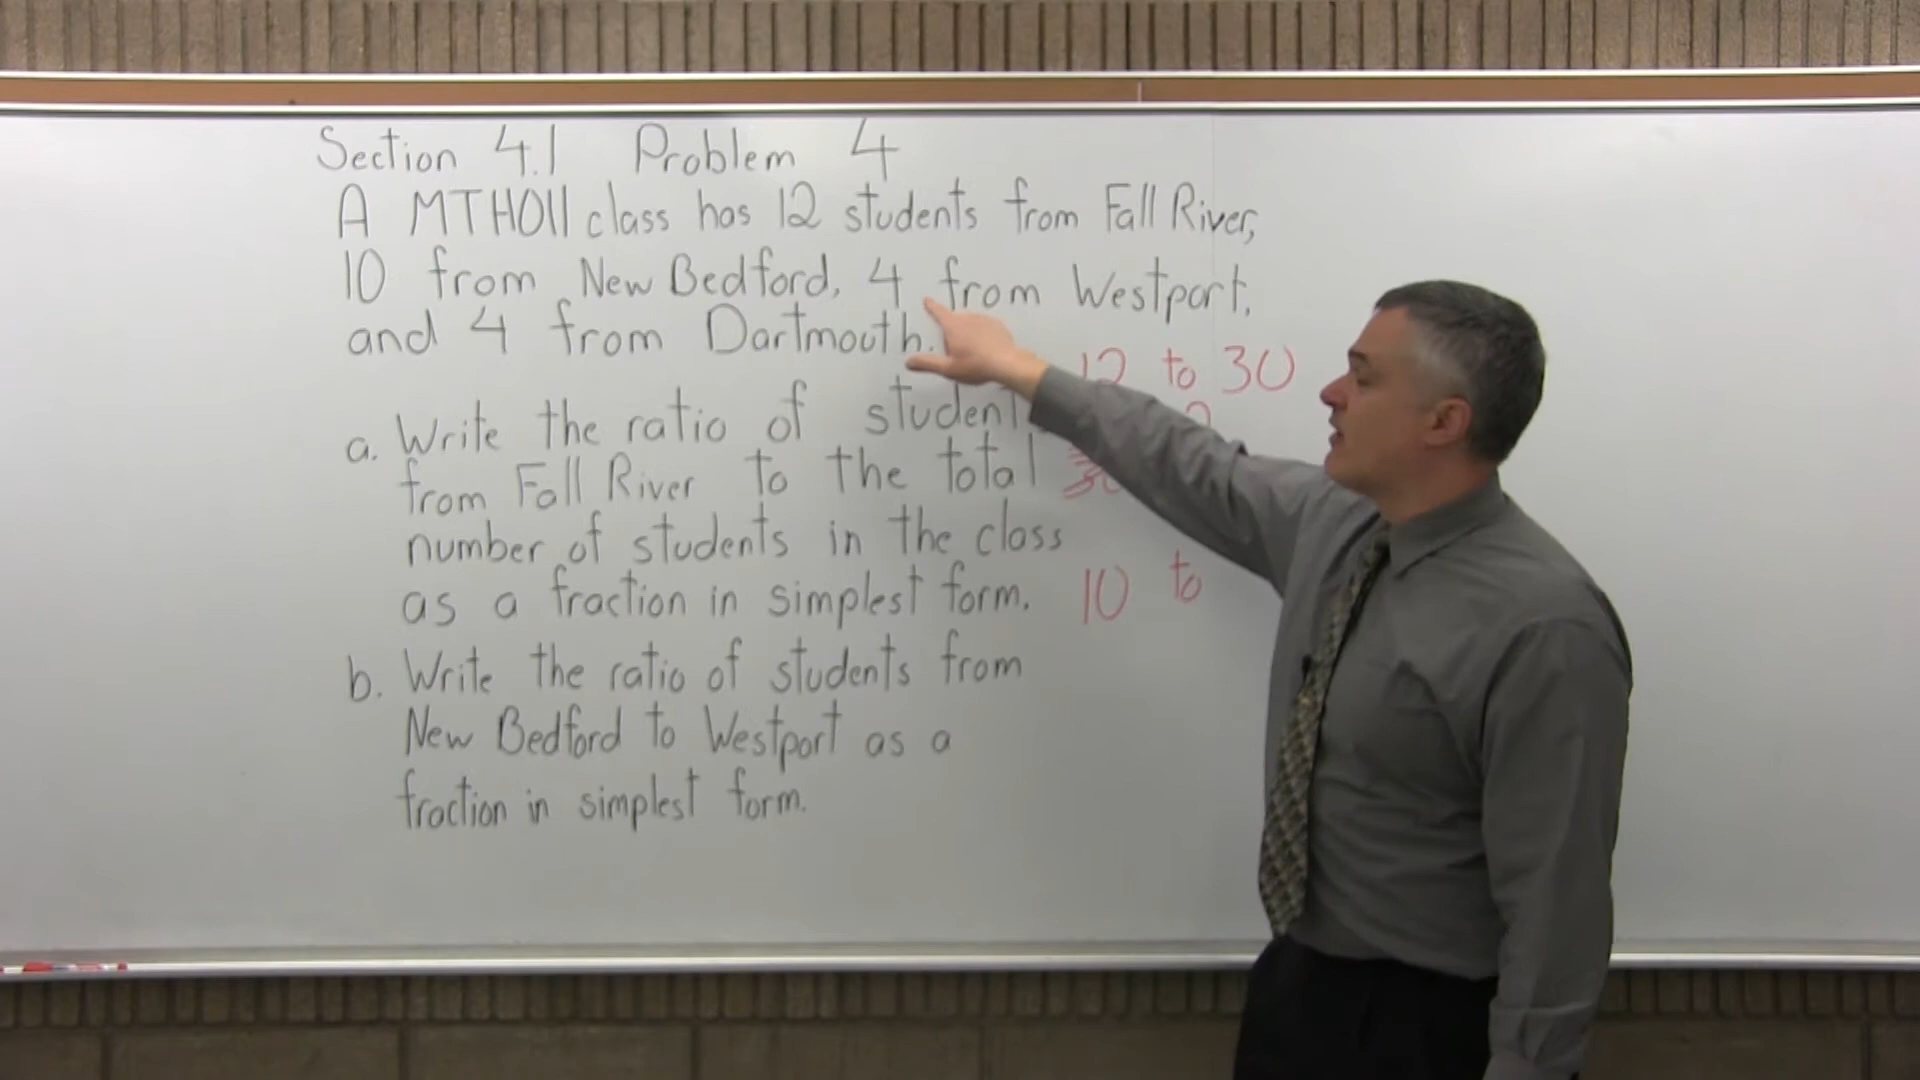 Section 4.1 Problem 4
A MTH011 class has 12 students from Fall River,
10 from New Bedford, 4 from Westport,
and 4 from Dartmouth.
a. Write the ratio of student
from Fall River to the total
number of students in the class
as a fraction in simplest form.
b. Write the ratio of students from
New Bedford to Westport as a
fraction in simplest form.
12 to 30
10 to